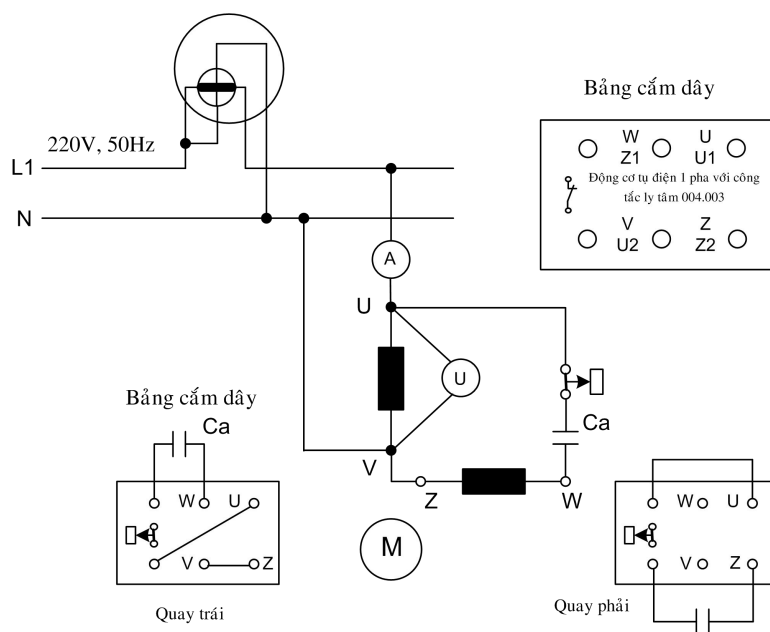 Bảng cắm dây
220V, 50Hz
L1
N
W U
Z1 U1
Động cơ tụ điện 1 pha với công
tắc ly tâm 004.003
V Z
U2 Z2
A
U
U
V
Z
W
Ca
M
Bảng cắm dây
Ca
W U
V Z
Quay trái
W U
V Z
Quay phải